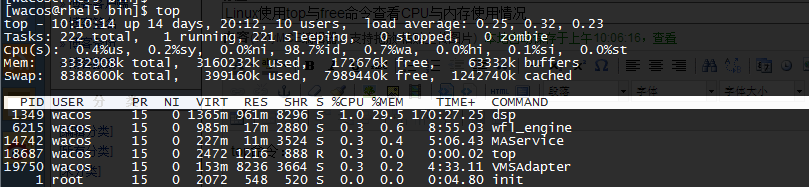 [wacos@rhel5 bin]$ top
Linux使用top与free命令查看CPU与内存使用情况
top - 10:10:14 up 14 days, 20:12, 10 users,  load average: 0.25, 0.32, 0.23
Tasks: 222 total,   1 running, 221 sleeping,   0 stopped,   0 zombie
Cpu(s):  0.4%us,  0.2%sy,  0.0%ni, 98.7%id,  0.7%wa,  0.0%hi,  0.1%si,  0.0%st
Mem:   3332908k total,  3160232k used,   172676k free,    63332k buffers
Swap:  8388600k total,   399160k used,  7989440k free,  1242740k cached
PID USER      PR  NI  VIRT  RES  SHR S %CPU %MEM    TIME+  COMMAND
1349 wacos     15   0 1365m 961m 8296 S  1.0 29.5 170:27.25 dsp
6215 wacos     15   0  985m  17m 2880 S  0.3  0.6   8:55.03 wfl_engine
14742 wacos     15   0  227m  11m 3524 S  0.3  0.4   5:06.43 MAService
18687 wacos     15   0  2472 1216  888 R  0.3  0.0   0:00.02 top
19750 wacos     15   0  153m 8236 3664 S  0.3  0.2   4:33.11 VMSAdapter
1 root      15   0  2072  548  520 S  0.0  0.0   0:04.80 init